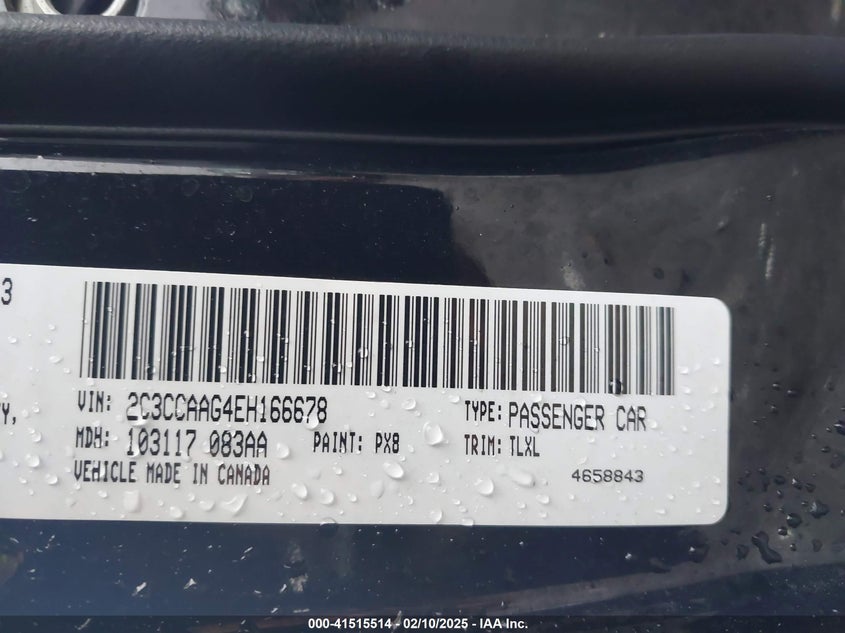 3
VIN: 2C3CCAAG4EH166678 TYPE: PASSENGER CAR
Y, MDH: 103117 083AA PAINT: PX8 TRIM: TLXL
VEHICLE MADE IN CANADA 4658843
000-41515514 - 02/10/2025 - IAA Inc.